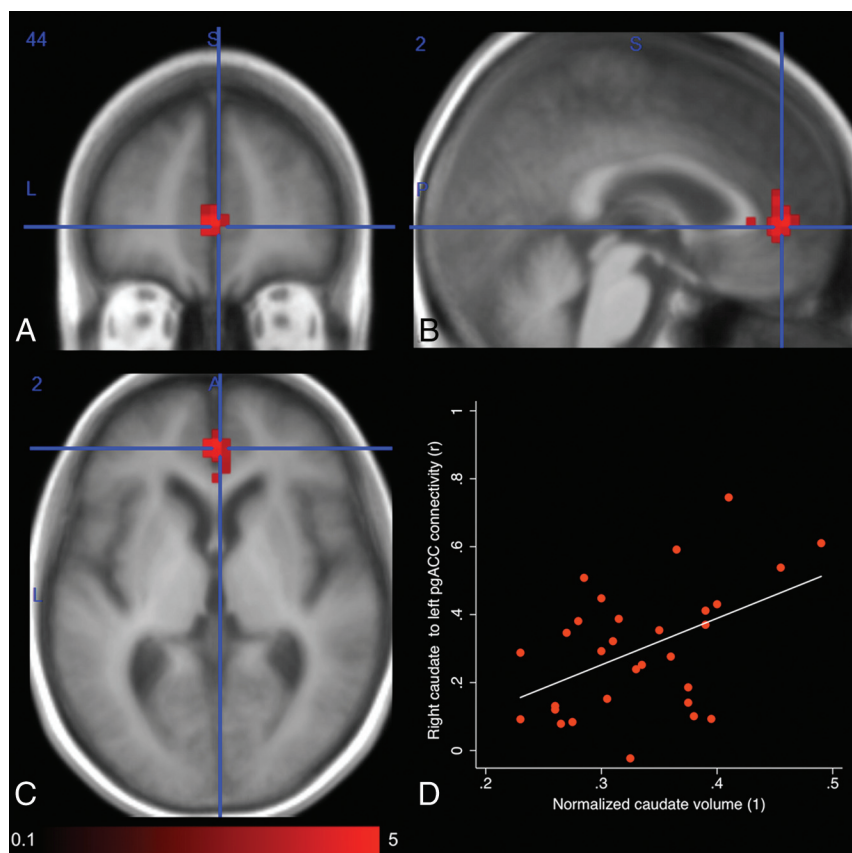 44
S
L
A
2
S
P
B
2
A
L
C
0.1
5
Right caudate to left pgACC connectivity (r)
1
.8
.6
.4
.2
0
.2
.3
.4
.5
Normalized caudate volume (1)
D